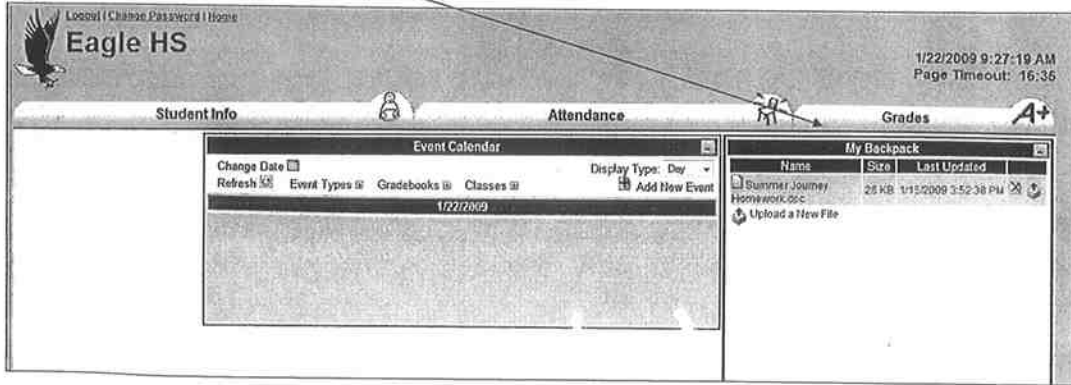 Logout | Change Password | Home
Eagle HS
1/22/2009 9:27:19 AM
Page Timeout: 16:35
Student Info
Attendance
Grades
A+
Event Calendar
Change Date
Display Type: Day
Refresh Event Types Gradebooks Classes
Add New Event
1/22/2009
My Backpack
Name Size Last Updated
Summer Journey 26 KB 1/15/2009 3:52:38 PM
Homework.doc
Upload a New File